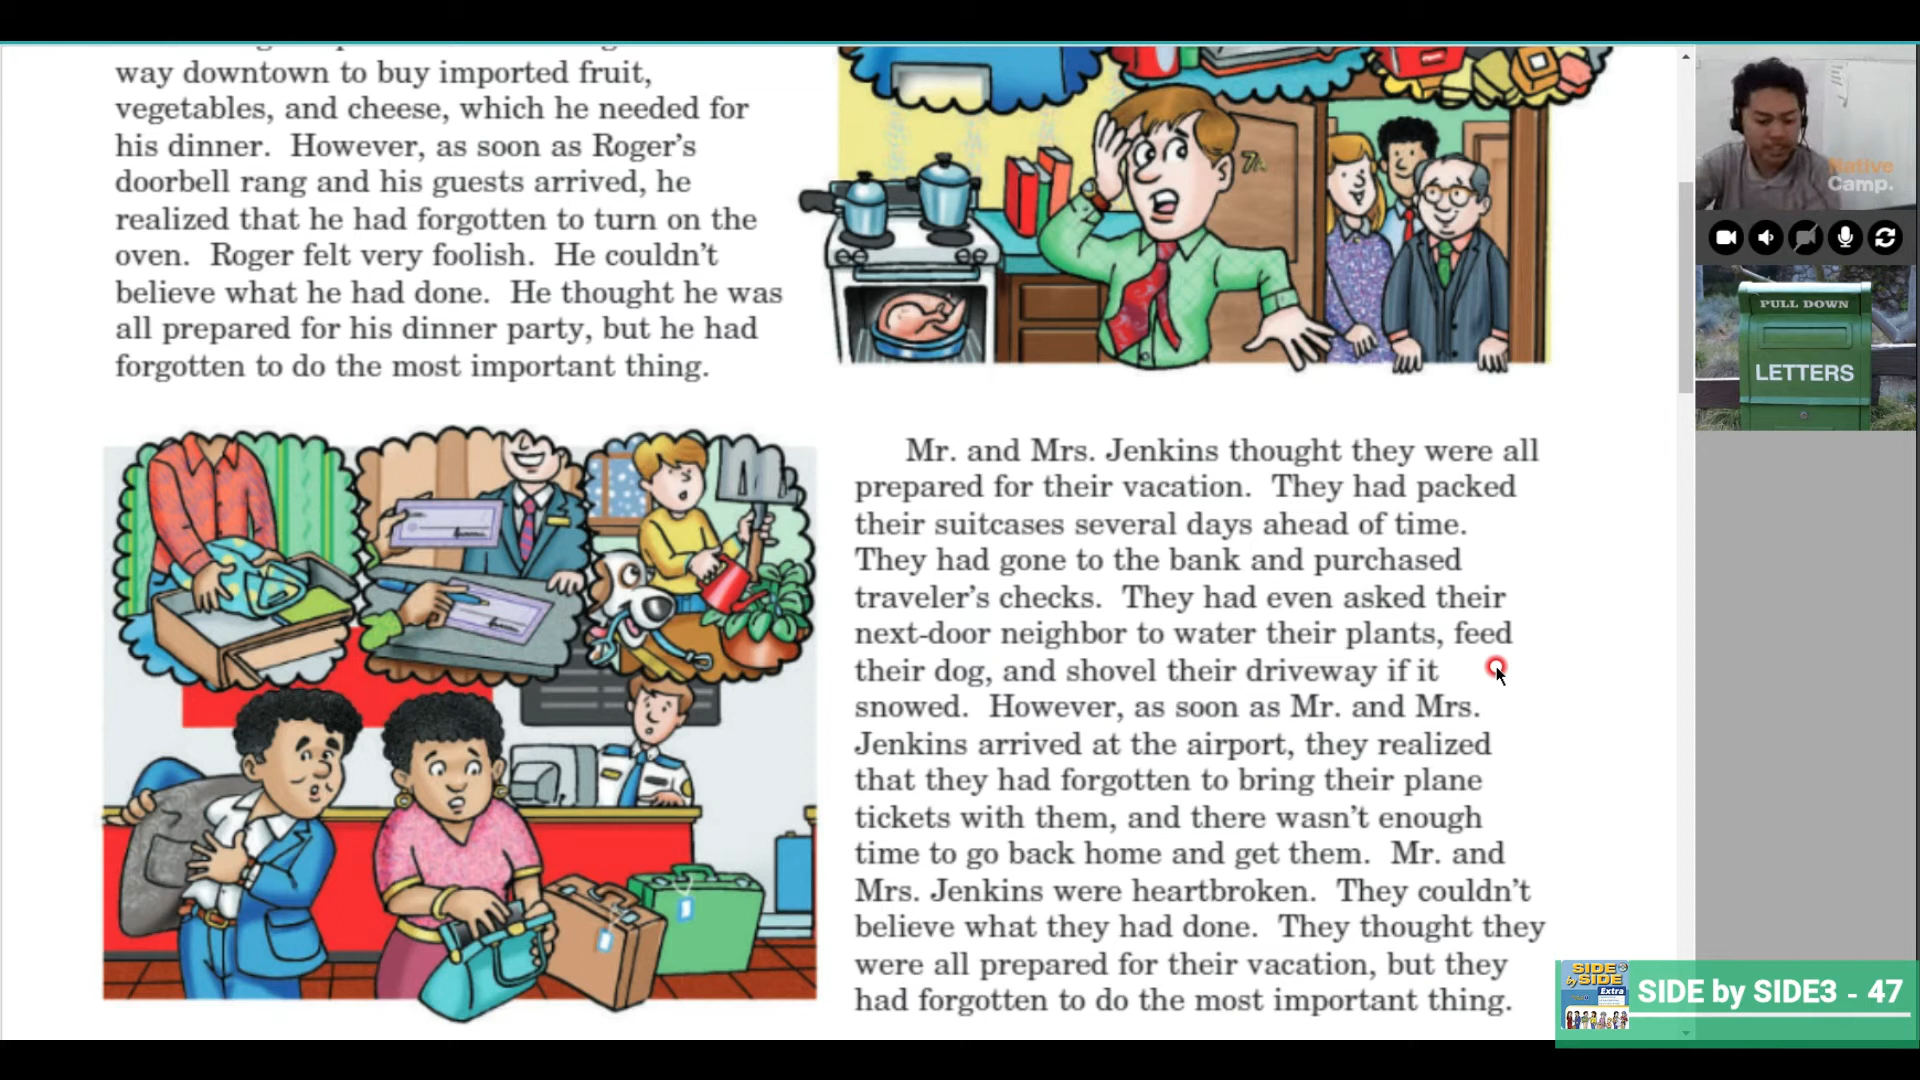 way downtown to buy imported fruit,
vegetables, and cheese, which he needed for
his dinner. However, as soon as Roger's
doorbell rang and his guests arrived, he
realized that he had forgotten to turn on the
oven. Roger felt very foolish. He couldn't
believe what he had done. He thought he was
all prepared for his dinner party, but he had
forgotten to do the most important thing.
7A
Mr. and Mrs. Jenkins thought they were all
prepared for their vacation. They had packed
their suitcases several days ahead of time.
They had gone to the bank and purchased
traveler's checks. They had even asked their
next-door neighbor to water their plants, feed
their dog, and shovel their driveway if it
snowed. However, as soon as Mr. and Mrs.
Jenkins arrived at the airport, they realized
that they had forgotten to bring their plane
tickets with them, and there wasn't enough
time to go back home and get them. Mr. and
Mrs. Jenkins were heartbroken. They couldn't
believe what they had done. They thought they
were all prepared for their vacation, but they
had forgotten to do the most important thing.
Native
Camp.
PULL DOWN
LETTERS
SIDE
by SIDE
Extra
SIDE by SIDE3 - 47